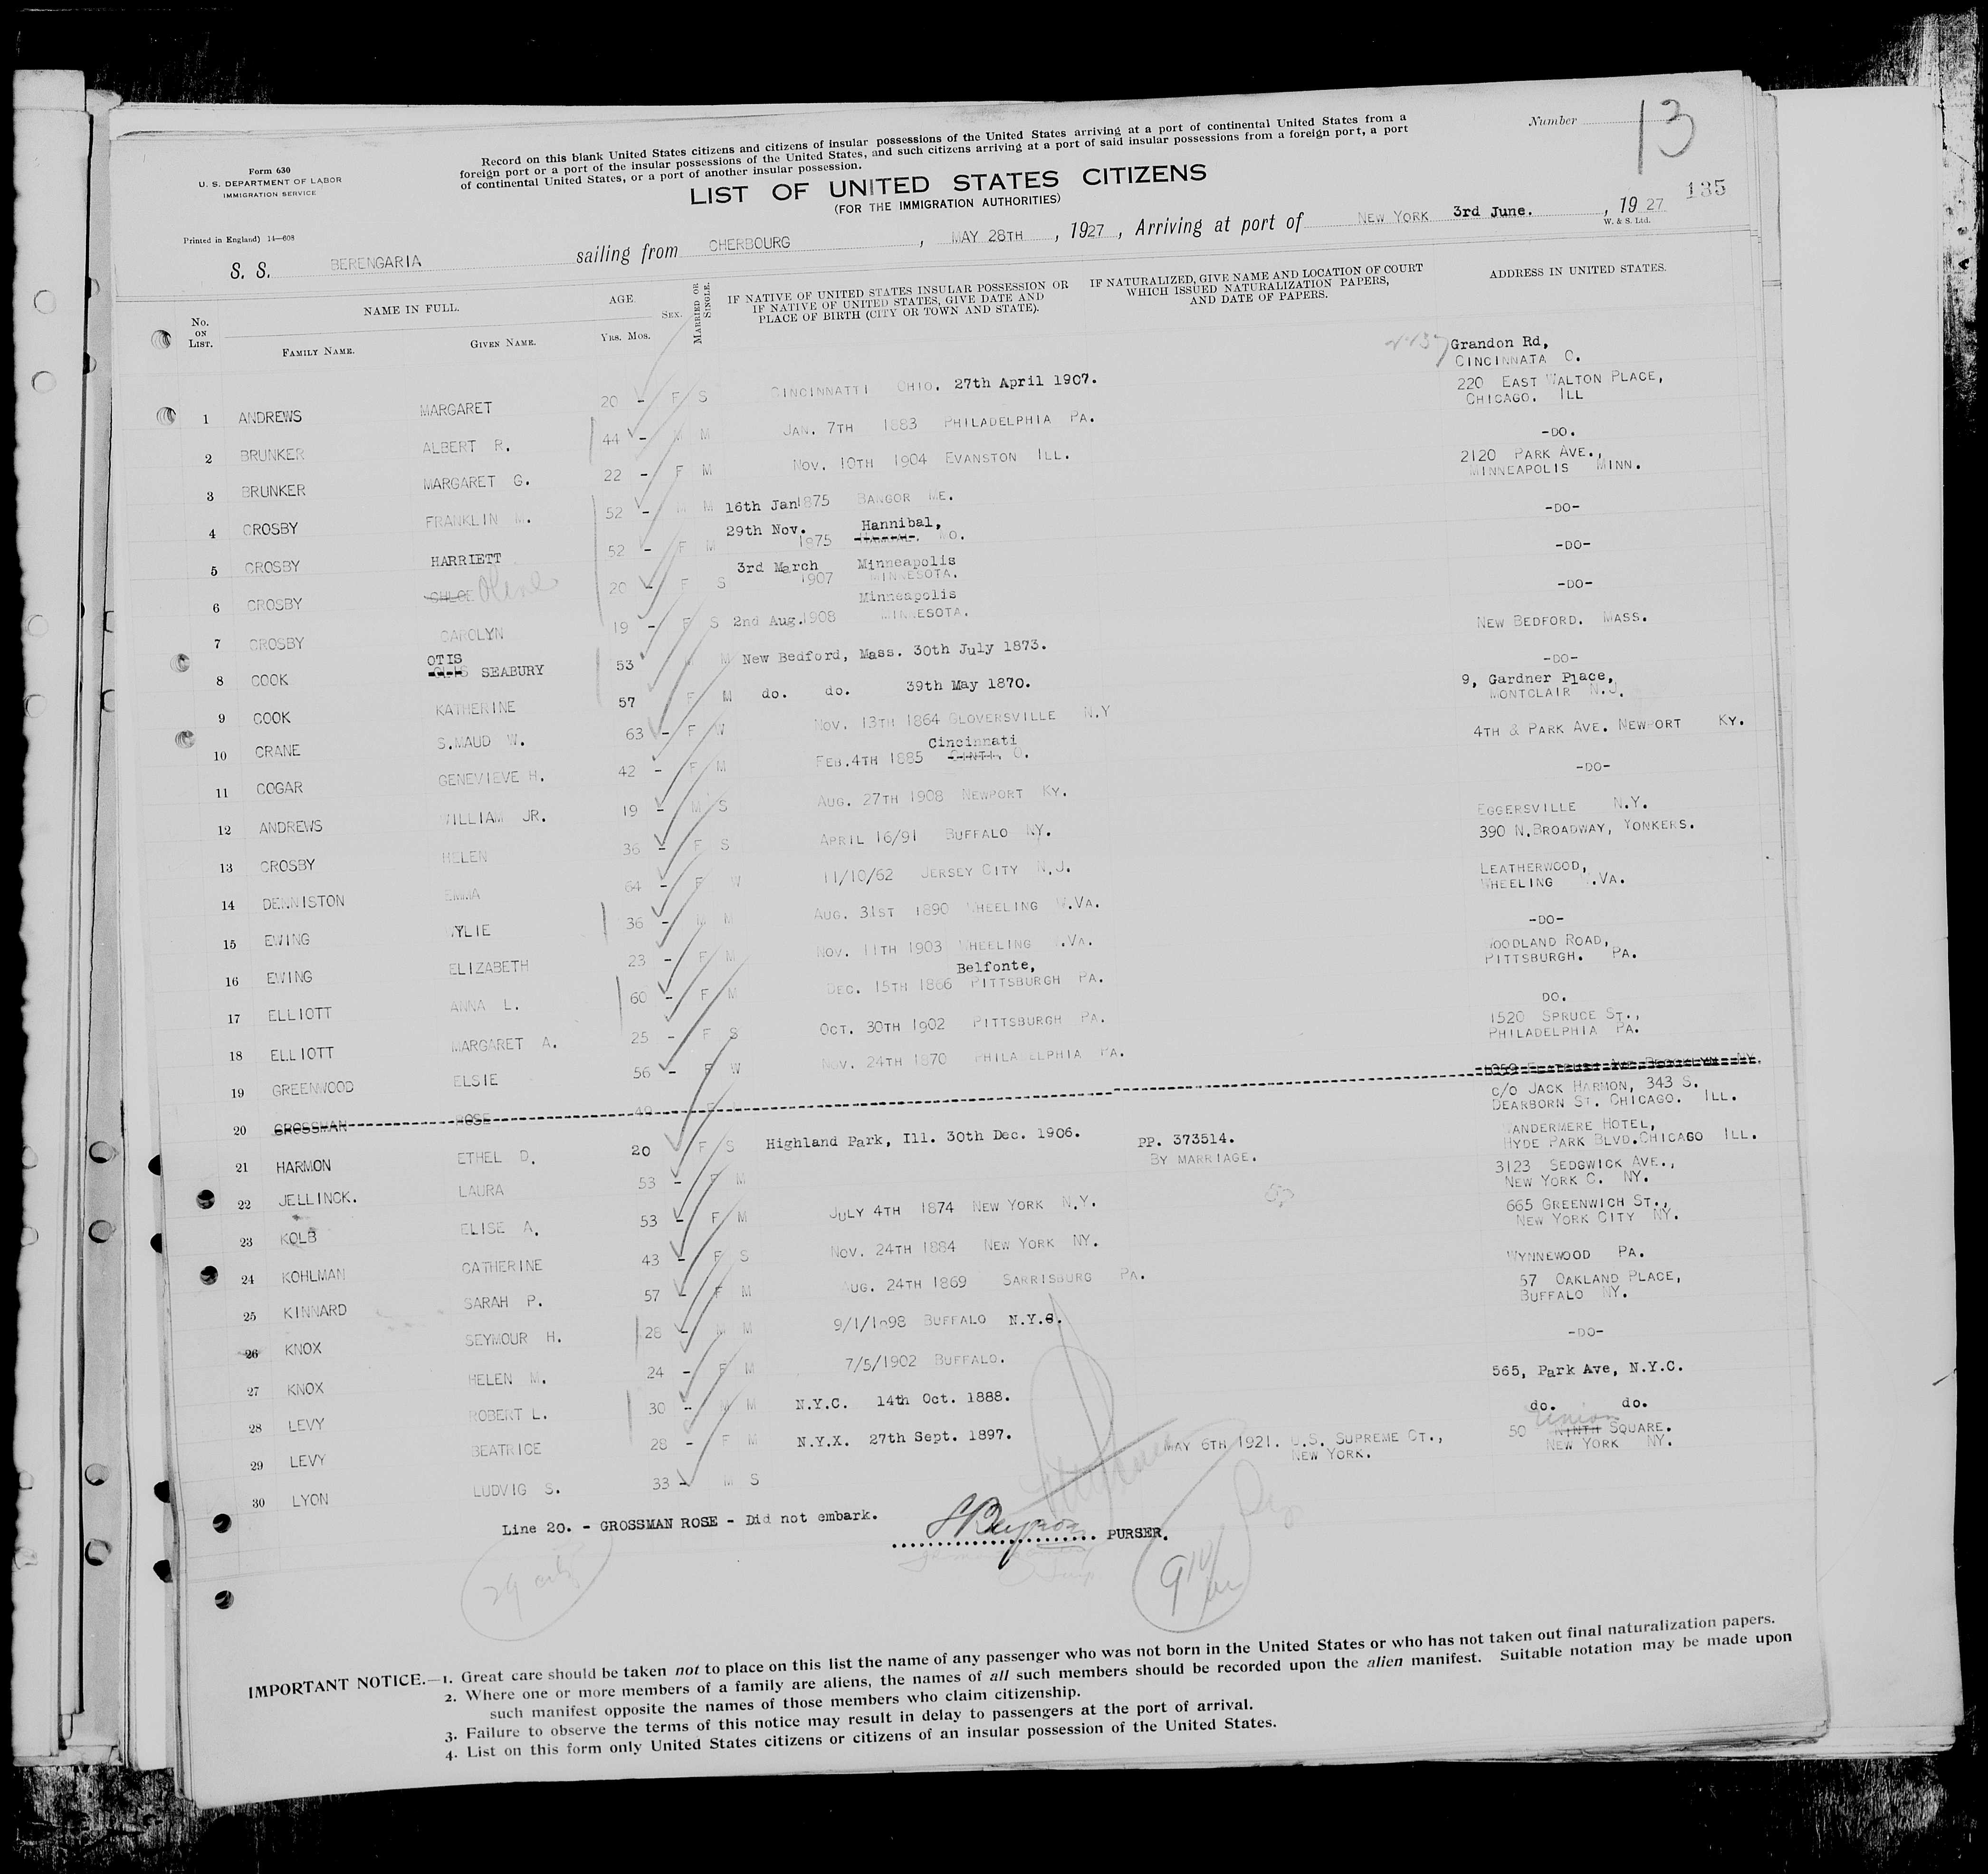 Number 13
Form 630
U. S. DEPARTMENT OF LABOR
IMMIGRATION SERVICE
Record on this blank United States citizens and citizens of insular possessions of the United States arriving at a port of continental United States from a
foreign port or a port of the insular possessions of the United States, and such citizens arriving at a port of said insular possessions from a foreign port, a port
of continental United States, or a port of another insular possession.
LIST OF UNITED STATES CITIZENS
(FOR THE IMMIGRATION AUTHORITIES)
135
Printed in England) 14—608
W. & S. Ltd.
S. S. BERENGARIA sailing from CHERBOURG, MAY 28TH, 1927, Arriving at port of NEW YORK 3rd June., 1927
No. ON LIST. NAME IN FULL. FAMILY NAME. GIVEN NAME. AGE. YRS. MOS. SEX. MARRIED OR SINGLE. IF NATIVE OF UNITED STATES INSULAR POSSESSION OR IF NATIVE OF UNITED STATES, GIVE DATE AND PLACE OF BIRTH (CITY OR TOWN AND STATE). IF NATURALIZED, GIVE NAME AND LOCATION OF COURT WHICH ISSUED NATURALIZATION PAPERS, AND DATE OF PAPERS. ADDRESS IN UNITED STATES.
1 ANDREWS MARGARET 20 - F S CINCINNATTI OHIO. 27th April 1907. Grandon Rd, CINCINNATA O.
2 BRUNKER ALBERT R. 44 - M M JAN. 7TH 1883 PHILADELPHIA PA. 220 EAST WALTON PLACE, CHICAGO. ILL
3 BRUNKER MARGARET G. 22 - F M NOV. 10TH 1904 EVANSTON ILL. -DO.
4 CROSBY FRANKLIN M. 52 - M M 16th Jan 1875 BANGOR ME. 2120 PARK AVE., MINNEAPOLIS MINN.
5 CROSBY HARRIETT 52 - F M 29th Nov. 1875 Hannibal, MO. -DO-
6 CROSBY CHLOE Olive 20 - F S 3rd March 1907 Minneapolis MINNESOTA. -DO-
7 CROSBY CAROLYN 19 - F S 2nd Aug. 1908 Minneapolis MINNESOTA. -DO-
8 COOK OTIS SEABURY 53 M M New Bedford, Mass. 30th July 1873. NEW BEDFORD. MASS.
9 COOK KATHERINE 57 F M do. do. 39th May 1870. -DO-
10 CRANE S.MAUD W. 63 - F W NOV. 13TH 1864 GLOVERSVILLE N.Y 9, Gardner Place, MONTCLAIR N.J.
11 COGAR GENEVIEVE H. 42 - F M FEB.4TH 1885 Cincinnati CINTI. O. 4TH & PARK AVE. NEWPORT KY.
12 ANDREWS WILLIAM JR. 19 - M S AUG. 27TH 1908 NEWPORT KY. -DO-
13 CROSBY HELEN 36 - F S APRIL 16/91 BUFFALO NY. EGGERSVILLE N.Y.
14 DENNISTON EMMA 64 - F W 11/10/62 JERSEY CITY N.J. 390 N.BROADWAY, YONKERS.
15 EWING WYLIE 36 - M M AUG. 31ST 1890 WHEELING W.VA. LEATHERWOOD, WHEELING W.VA.
16 EWING ELIZABETH 23 - F M NOV. 11TH 1903 WHEELING W.VA. -DO-
17 ELLIOTT ANNA L. 60 - F M DEC. 15TH 1866 Belfonte, PITTSBURGH PA. WOODLAND ROAD, PITTSBURGH. PA.
18 ELLIOTT MARGARET A. 25 - F S OCT. 30TH 1902 PITTSBURGH PA. DO.
19 GREENWOOD ELSIE 56 - F W NOV. 24TH 1870 PHILADELPHIA PA. 1520 SPRUCE ST., PHILADELPHIA PA.
20 GROSSMAN ROSE 49 F
21 HARMON ETHEL D. 20 F S Highland Park, Ill. 30th Dec. 1906. c/o JACK HARMON, 343 S. DEARBORN ST. CHICAGO. ILL.
22 JELLINCK. LAURA 53 - F M PP. 373514. BY MARRIAGE. WANDERMERE HOTEL, HYDE PARK BLVD.CHICAGO ILL.
23 KOLB ELISE A. 53 - F M JULY 4TH 1874 NEW YORK N.Y. 3123 SEDGWICK AVE., NEW YORK C. NY.
24 KOHLMAN CATHERINE 43 - F S NOV. 24TH 1884 NEW YORK NY. 665 GREENWICH ST., NEW YORK CITY NY.
25 KINNARD SARAH P. 57 - F M AUG. 24TH 1869 SARRISBURG PA. WYNNEWOOD PA.
26 KNOX SEYMOUR H. 28 - M M 9/1/1898 BUFFALO N.Y.S. 57 OAKLAND PLACE, BUFFALO NY.
27 KNOX HELEN M. 24 - F M 7/5/1902 BUFFALO. -DO-
28 LEVY ROBERT L. 30 - M M N.Y.C. 14th Oct. 1888. 565, Park Ave, N.Y.C.
29 LEVY BEATRICE 28 - F M N.Y.X. 27th Sept. 1897. do. do.
30 LYON LUDVIG S. 33 - M S MAY 6TH 1921. U.S. SUPREME CT., NEW YORK. 50 Union NINTH SQUARE. NEW YORK NY.
Line 20. - GROSSMAN ROSE - Did not embark.
PURSER.
IMPORTANT NOTICE.—1. Great care should be taken not to place on this list the name of any passenger who was not born in the United States or who has not taken out final naturalization papers.
2. Where one or more members of a family are aliens, the names of all such members should be recorded upon the alien manifest. Suitable notation may be made upon
such manifest opposite the names of those members who claim citizenship.
3. Failure to observe the terms of this notice may result in delay to passengers at the port of arrival.
4. List on this form only United States citizens or citizens of an insular possession of the United States.